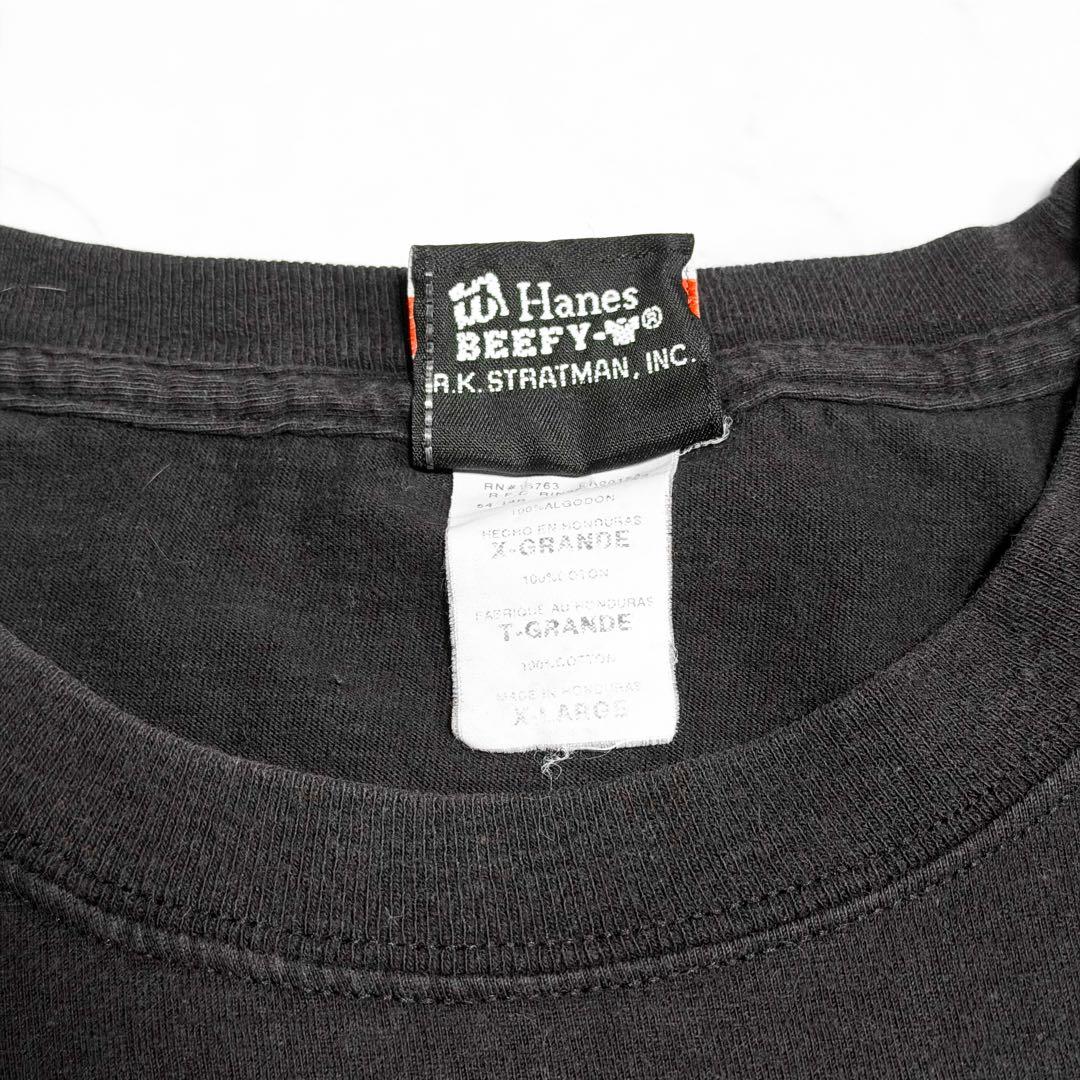 Hanes
BEEFY-T®
R.K. STRATMAN, INC.
100% ALGODON
HECHO EN HONDURAS
X-GRANDE
100% COTON
FABRIQUE AU HONDURAS
T-GRANDE
100% COTTON
MADE IN HONDURAS
X-LARGE